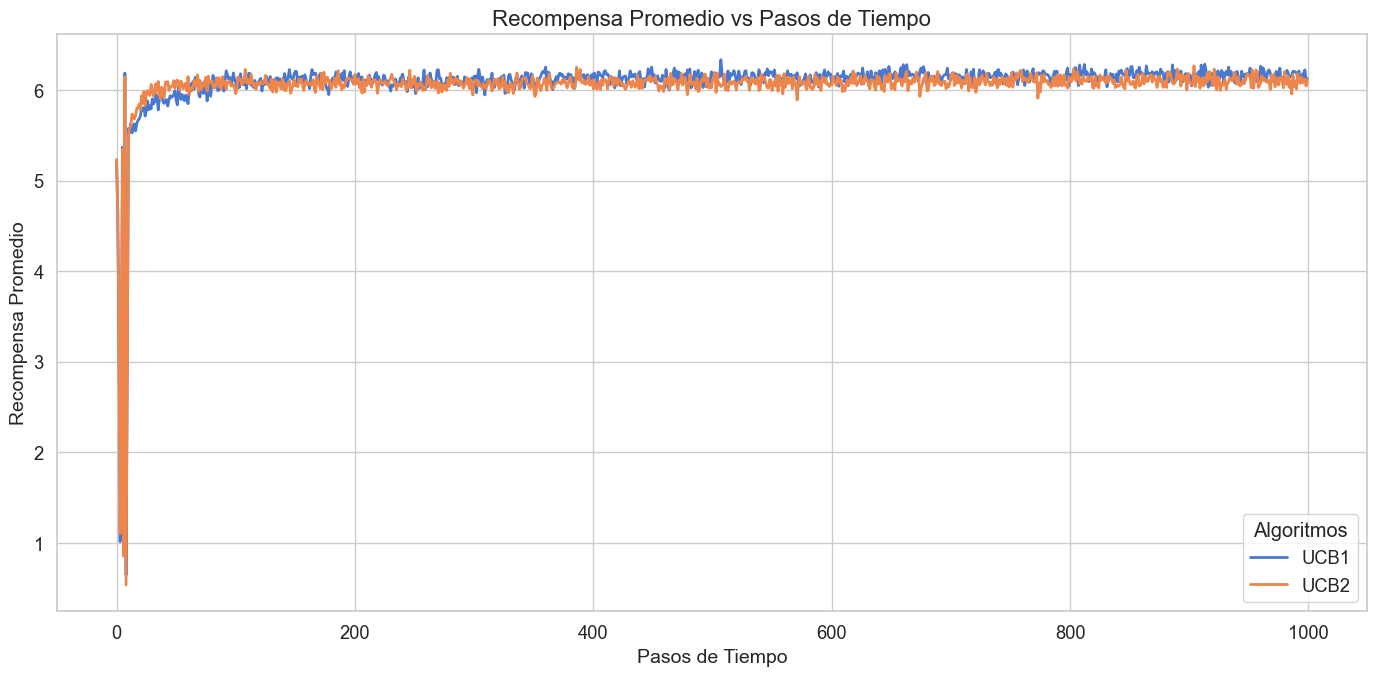 Recompensa Promedio vs Pasos de Tiempo
Recompensa Promedio
6
5
4
3
2
1
0
200
400
600
800
1000
Pasos de Tiempo
Algoritmos
UCB1
UCB2